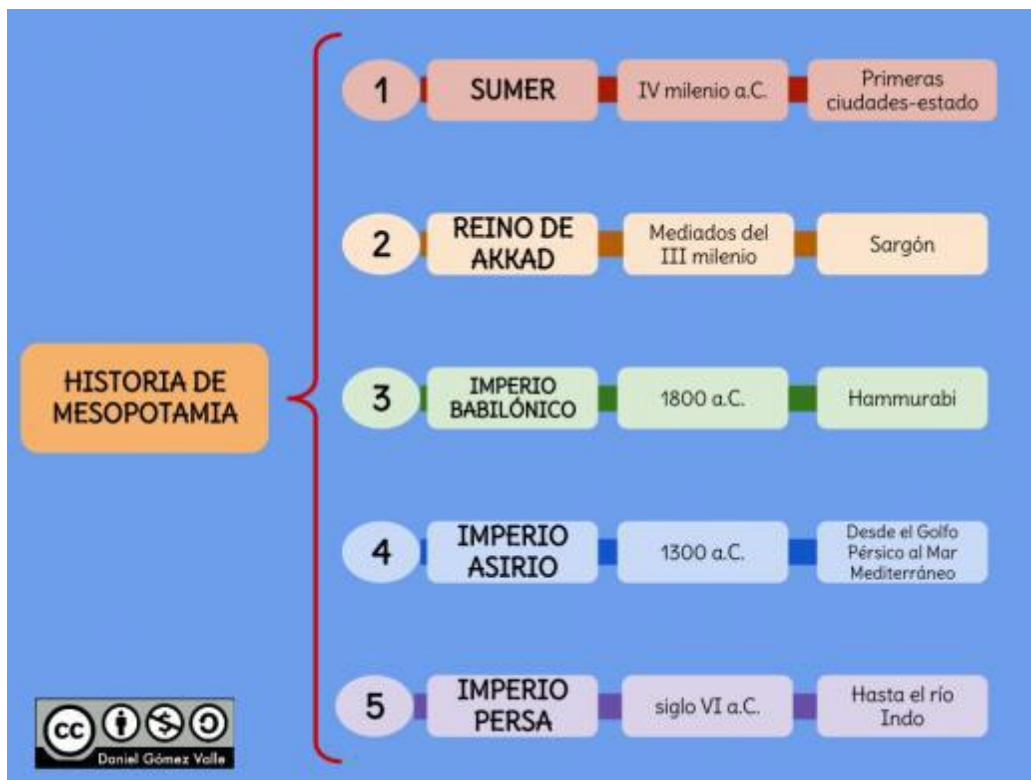 1
SUMER
IV milenio a.C.
Primeras
ciudades-estado
2
REINO DE
AKKAD
Mediados del
III milenio
Sargón
HISTORIA DE
MESOPOTAMIA
3
IMPERIO
BABILÓNICO
1800 a.C.
Hammurabi
4
IMPERIO
ASIRIO
1300 a.C.
Desde el Golfo
Pérsico al Mar
Mediterráneo
5
IMPERIO
PERSA
siglo VI a.C.
Hasta el río
Indo
cc
Daniel Gómez Valle